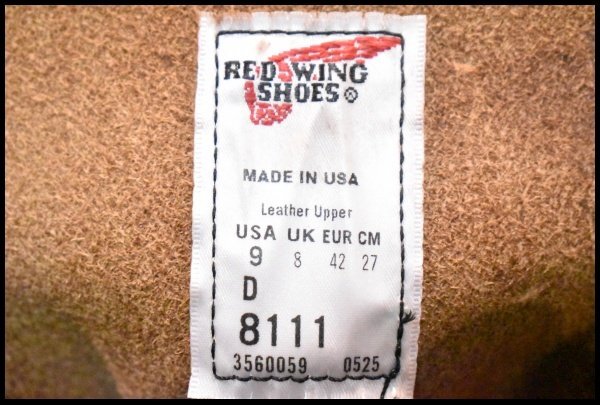 RED WING
SHOES®
MADE IN USA
Leather Upper
USA UK EUR CM
9 8 42 27
D
8111
3560059 0525